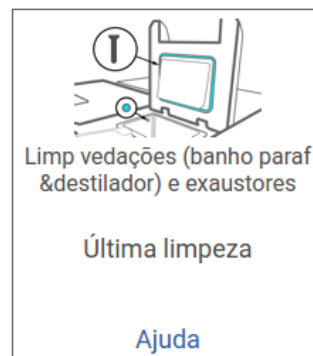 Limp vedações (banho paraf
&destilador) e exaustores
Última limpeza
Ajuda